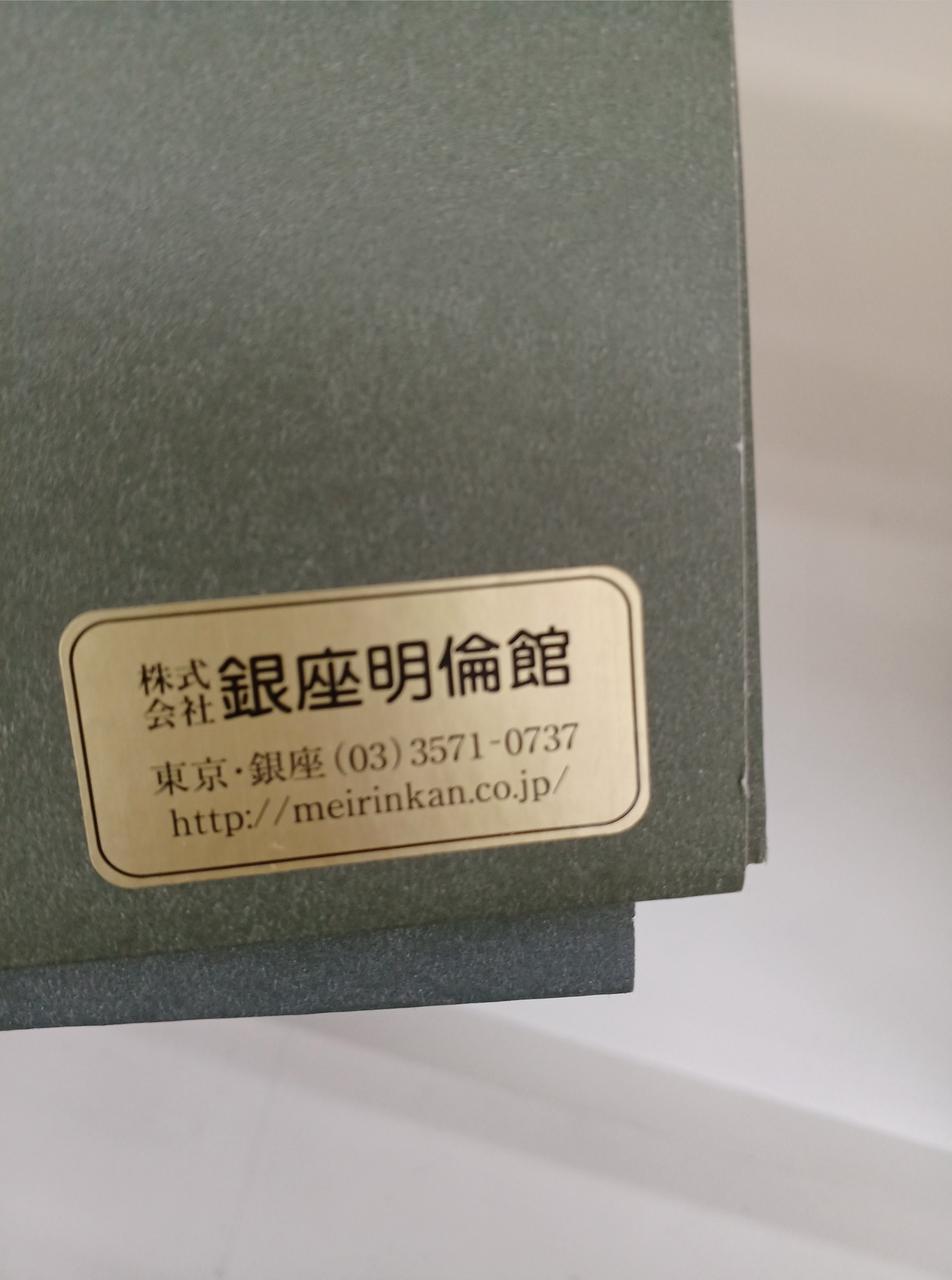 株式会社 銀座明倫館
東京・銀座(03)3571-0737
http://meirinkan.co.jp/